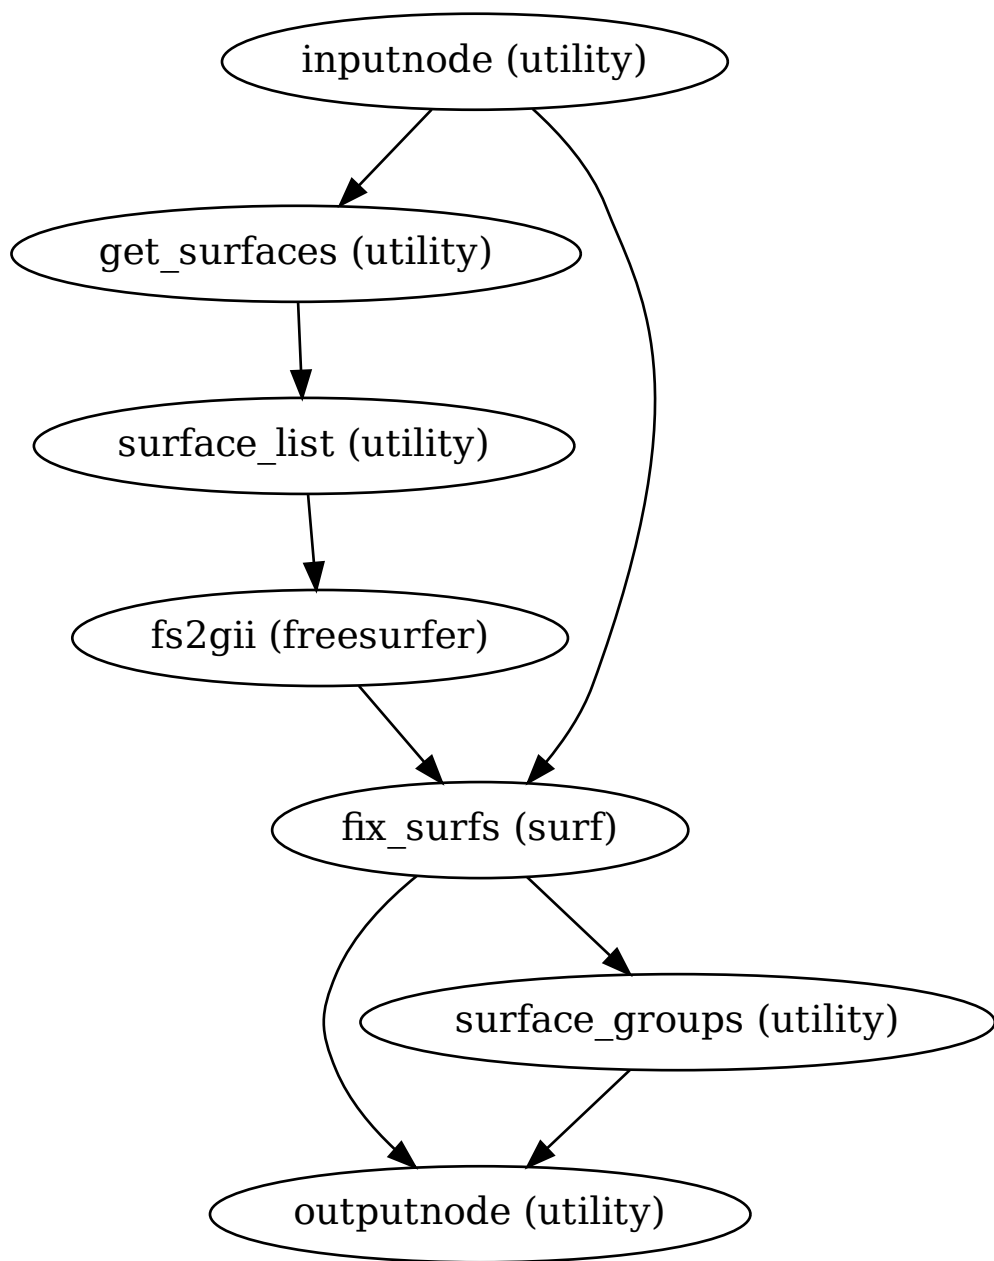 inputnode (utility)
get_surfaces (utility)
surface_list (utility)
fs2gii (freesurfer)
fix_surfs (surf)
surface_groups (utility)
outputnode (utility)